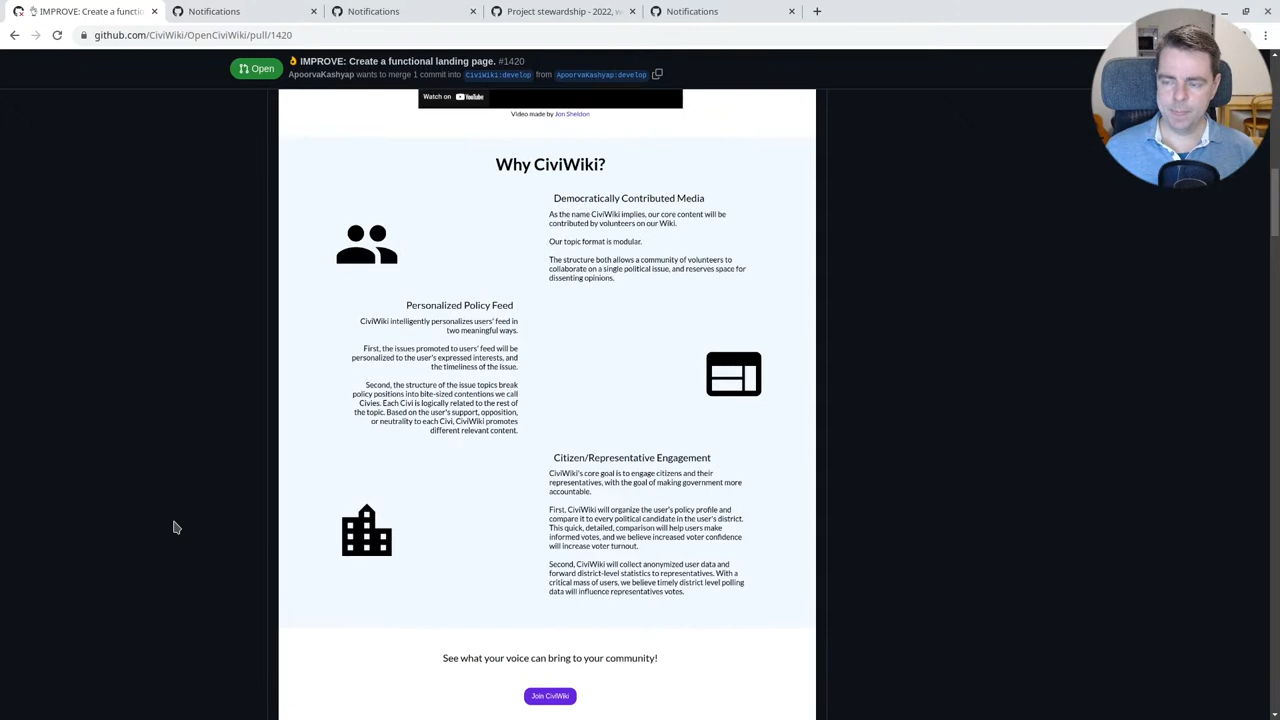 IMPROVE: Create a functio
Notifications
Notifications
Project stewardship - 2022, w
Notifications
github.com/CiviWiki/OpenCiviWiki/pull/1420
Open
IMPROVE: Create a functional landing page. #1420
ApoorvaKashyap wants to merge 1 commit into CiviWiki:develop from ApoorvaKashyap:develop
Watch on YouTube
Video made by Jon Sheldon
Why CiviWiki?
Democratically Contributed Media
As the name CiviWiki implies, our core content will be
contributed by volunteers on our Wiki.
Our topic format is modular.
The structure both allows a community of volunteers to
collaborate on a single political issue, and reserves space for
dissenting opinions.
Personalized Policy Feed
CiviWiki intelligently personalizes users' feed in
two meaningful ways.
First, the issues promoted to users' feed will be
personalized to the user's expressed interests, and
the timeliness of the issue.
Second, the structure of the issue topics break
policy positions into bite-sized contentions we call
Civies. Each Civi is logically related to the rest of
the topic. Based on the user's support, opposition,
or neutrality to each Civi, CiviWiki promotes
different relevant content.
Citizen/Representative Engagement
CiviWiki's core goal is to engage citizens and their
representatives, with the goal of making government more
accountable.
First, CiviWiki will organize the user's policy profile and
compare it to every political candidate in the user's district.
This quick, detailed, comparison will help users make
informed votes, and we believe increased voter confidence
will increase voter turnout.
Second, CiviWiki will collect anonymized user data and
forward district-level statistics to representatives. With a
critical mass of users, we believe timely district level polling
data will influence representatives votes.
See what your voice can bring to your community!
Join CiviWiki